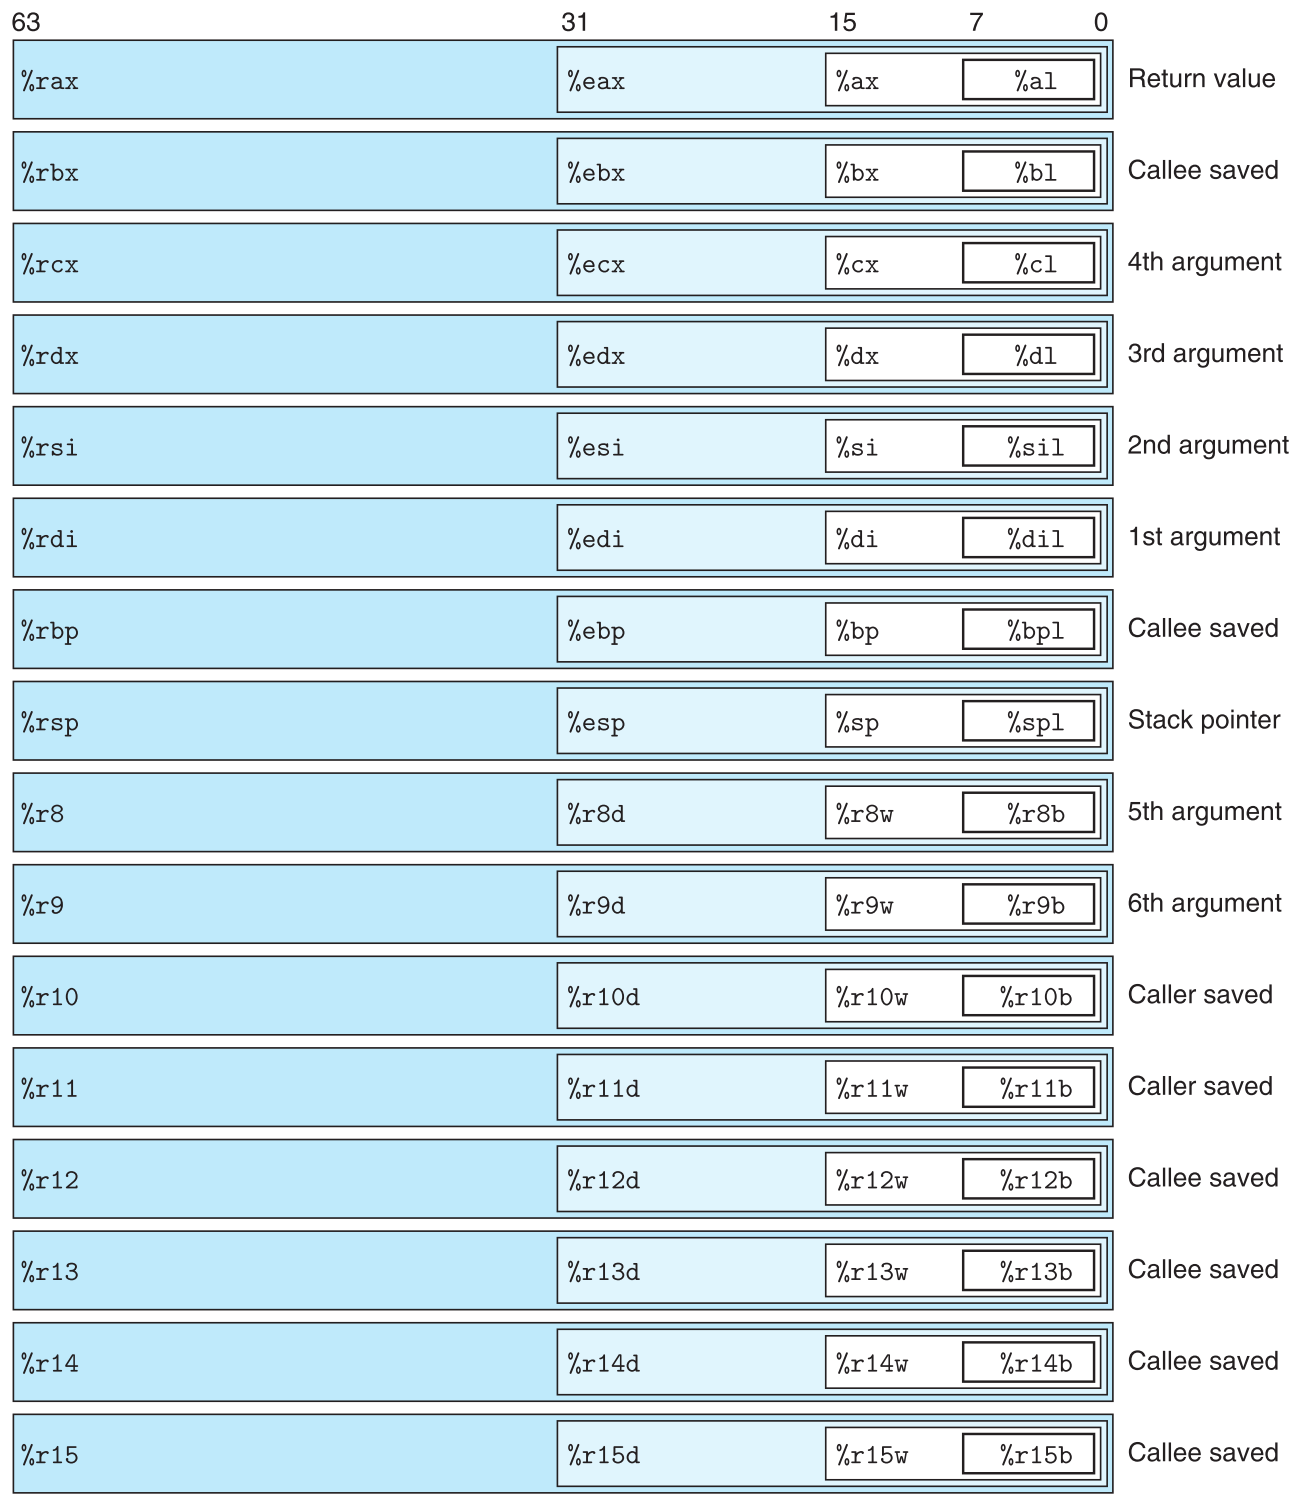 63 31 15 7 0
%rax %eax %ax %al Return value
%rbx %ebx %bx %bl Callee saved
%rcx %ecx %cx %cl 4th argument
%rdx %edx %dx %dl 3rd argument
%rsi %esi %si %sil 2nd argument
%rdi %edi %di %dil 1st argument
%rbp %ebp %bp %bpl Callee saved
%rsp %esp %sp %spl Stack pointer
%r8 %r8d %r8w %r8b 5th argument
%r9 %r9d %r9w %r9b 6th argument
%r10 %r10d %r10w %r10b Caller saved
%r11 %r11d %r11w %r11b Caller saved
%r12 %r12d %r12w %r12b Callee saved
%r13 %r13d %r13w %r13b Callee saved
%r14 %r14d %r14w %r14b Callee saved
%r15 %r15d %r15w %r15b Callee saved